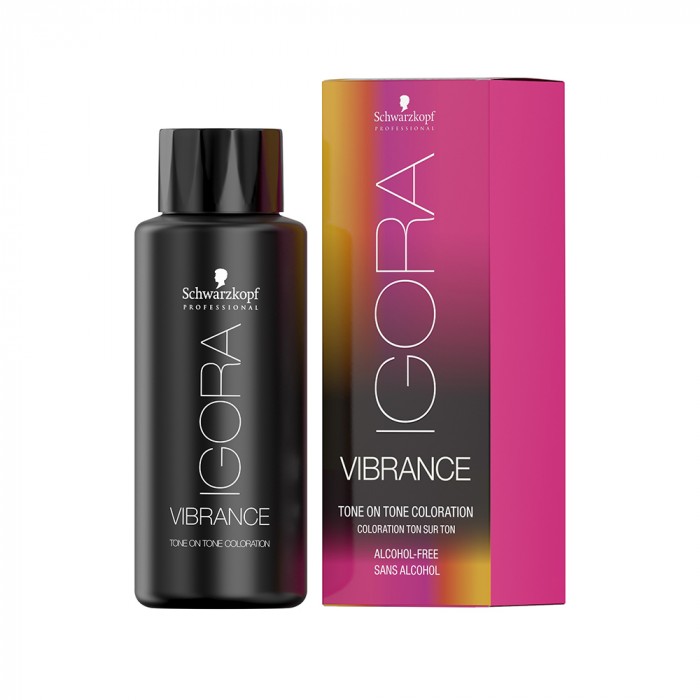 Schwarzkopf
PROFESSIONAL
IGORA
VIBRANCE
TONE ON TONE COLORATION
Schwarzkopf
PROFESSIONAL
IGORA
VIBRANCE
TONE ON TONE COLORATION
COLORATION TON SUR TON
ALCOHOL-FREE
SANS ALCOHOL